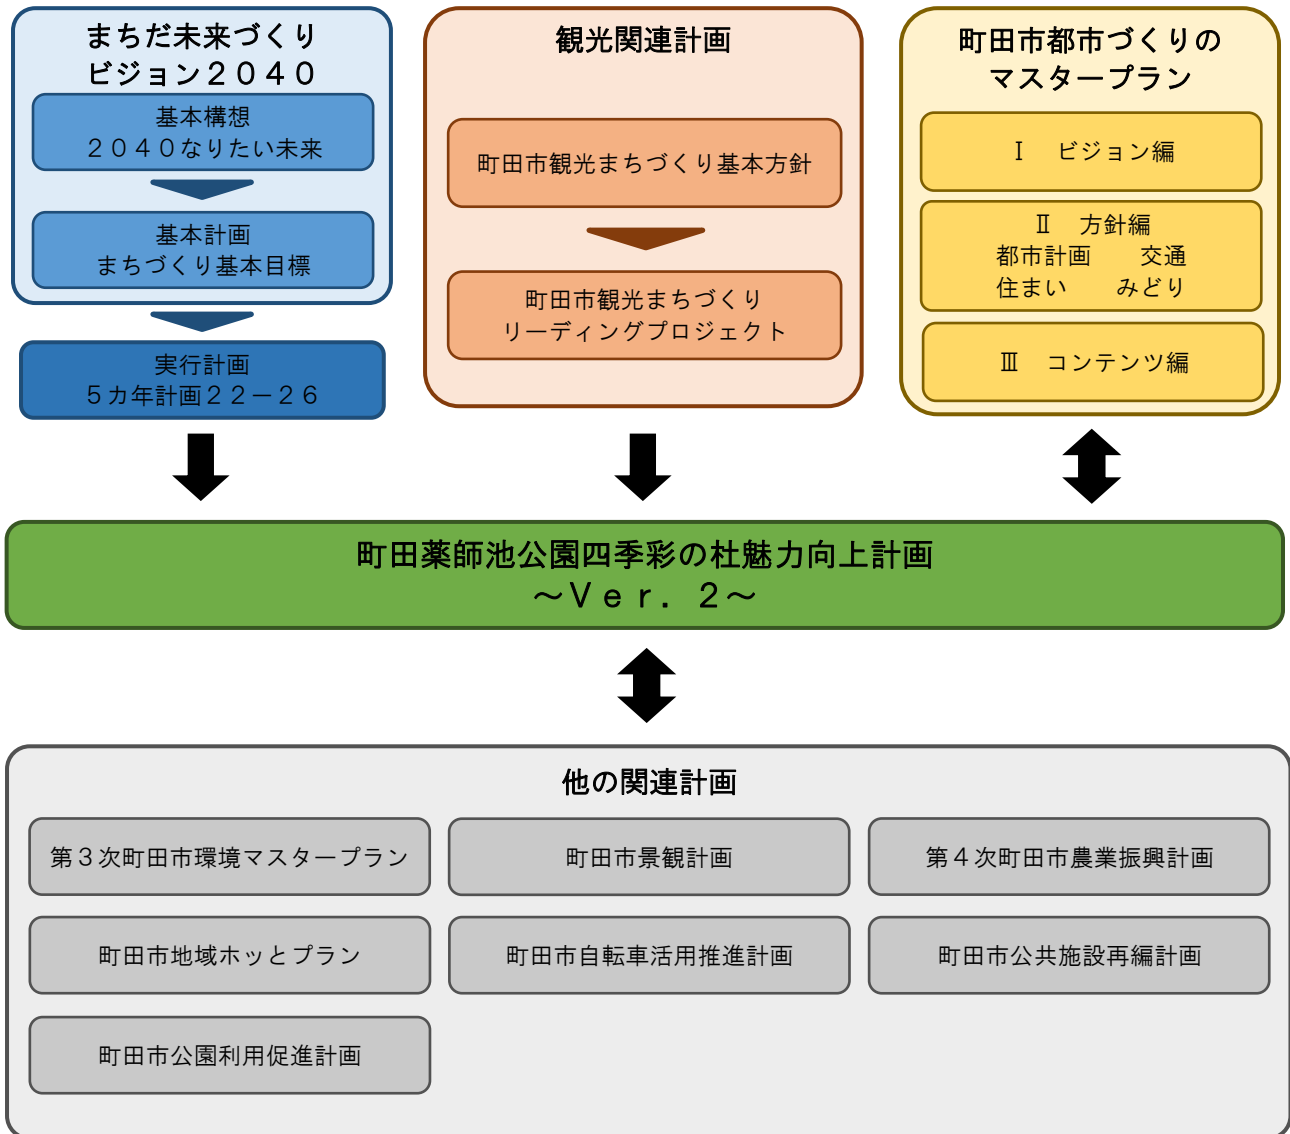 まちだ未来づくり
ビジョン２０４０
基本構想
２０４０なりたい未来
基本計画
まちづくり基本目標
実行計画
５カ年計画２２－２６
観光関連計画
町田市観光まちづくり基本方針
町田市観光まちづくり
リーディングプロジェクト
町田市都市づくりの
マスタープラン
Ⅰ　ビジョン編
Ⅱ　方針編
都市計画　　交通
住まい　　みどり
Ⅲ　コンテンツ編
町田薬師池公園四季彩の杜魅力向上計画
～Ｖｅｒ．２～
他の関連計画
第３次町田市環境マスタープラン
町田市景観計画
第４次町田市農業振興計画
町田市地域ホッとプラン
町田市自転車活用推進計画
町田市公共施設再編計画
町田市公園利用促進計画